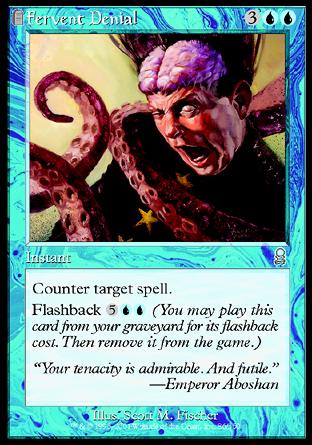 Fervent Denial 3
Instant
Counter target spell.
Flashback 5 (You may play this
card from your graveyard for its flashback
cost. Then remove it from the game.)
"Your tenacity is admirable. And futile."
—Emperor Aboshan
Illus. Scott M. Fischer